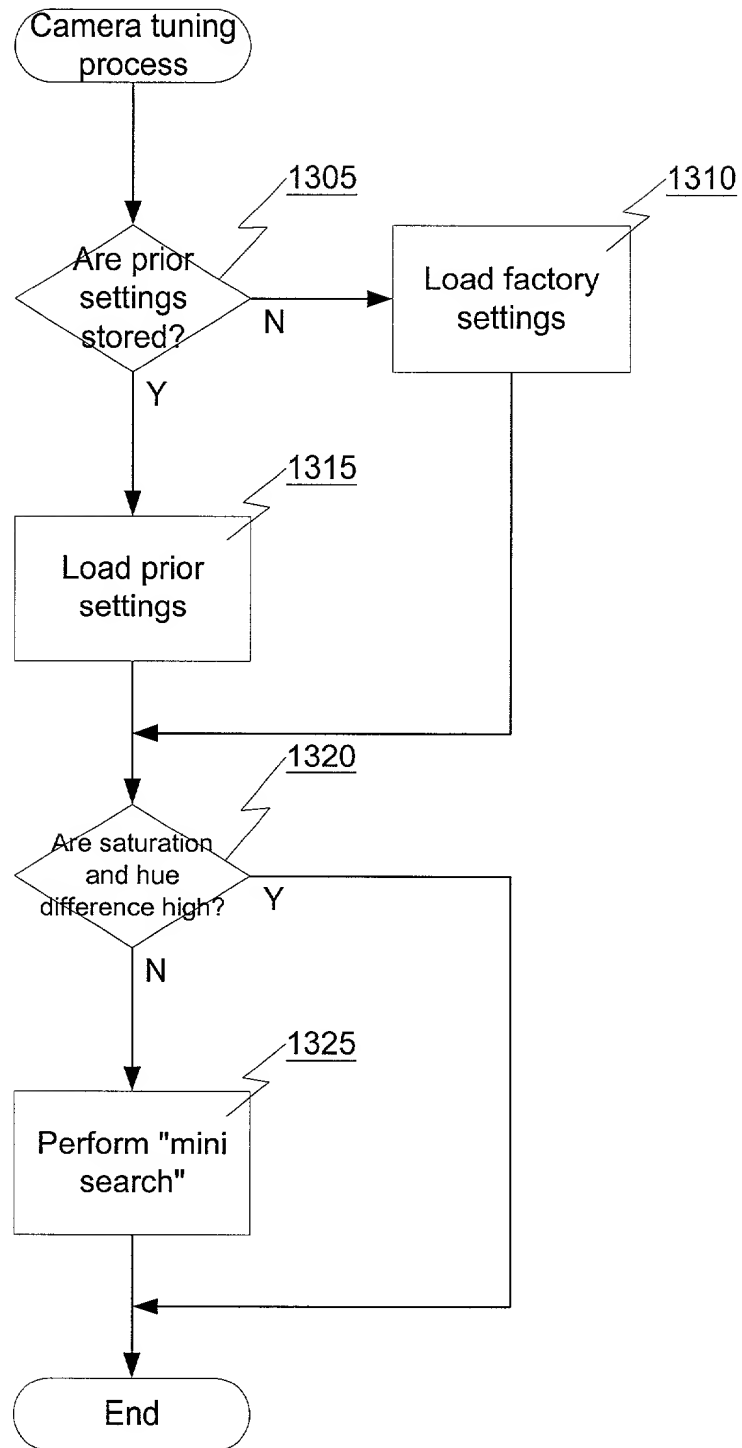 Camera tuning
process
1305
1310
Are prior
settings
stored?
Load factory
settings
N
Y
1315
Load prior
settings
1320
Are saturation
and hue
difference high?
Y
N
1325
Perform "mini
search"
End